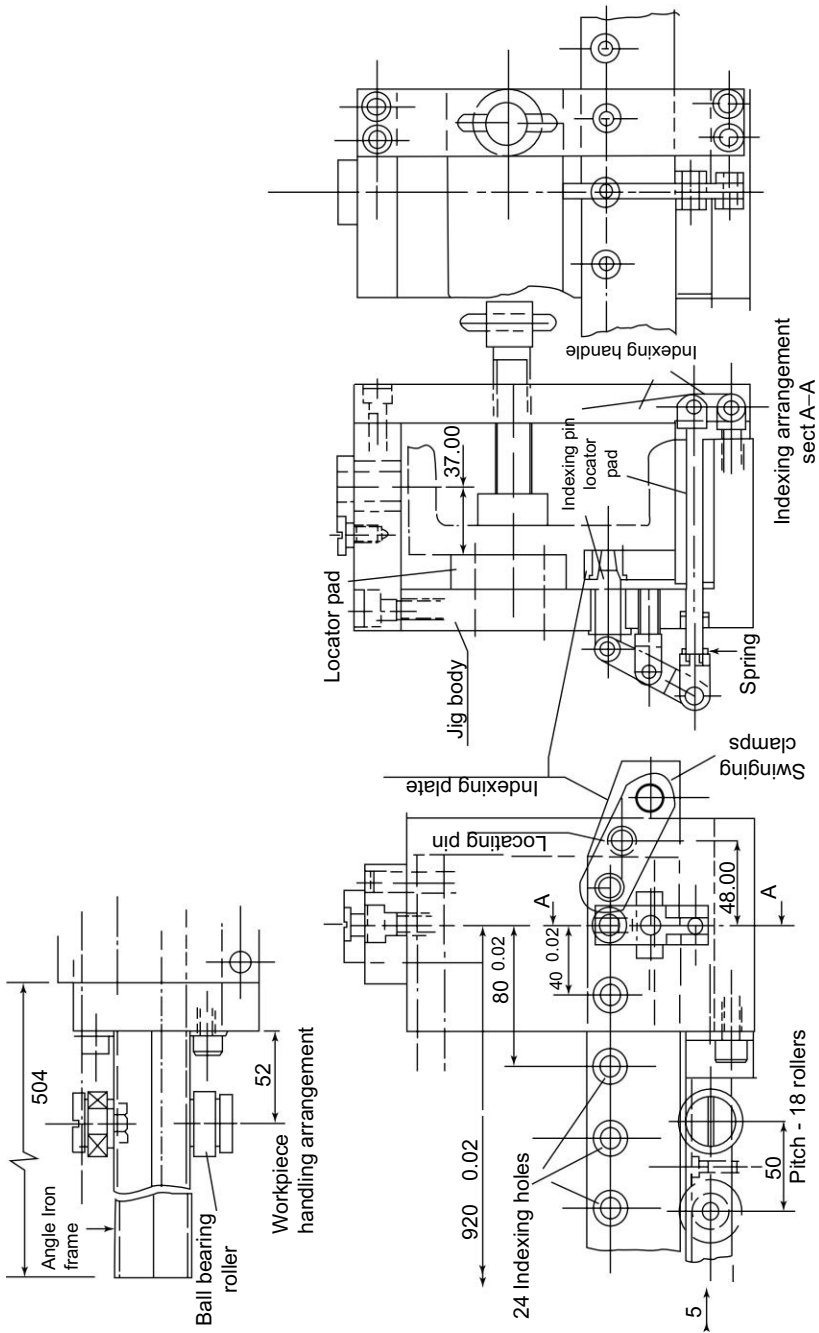 504
Angle Iron
frame
Ball bearing
roller
52
Workpiece
handling arrangement
Locator pad
37.00
Jig body
Indexing pin
locator
pad
Indexing handle
Spring
Indexing arrangement
sect A–A
Indexing plate
Locating pin
Swinging
clamps
A
A
48.00
40 0.02
80 0.02
920 0.02
24 Indexing holes
50
Pitch - 18 rollers
5